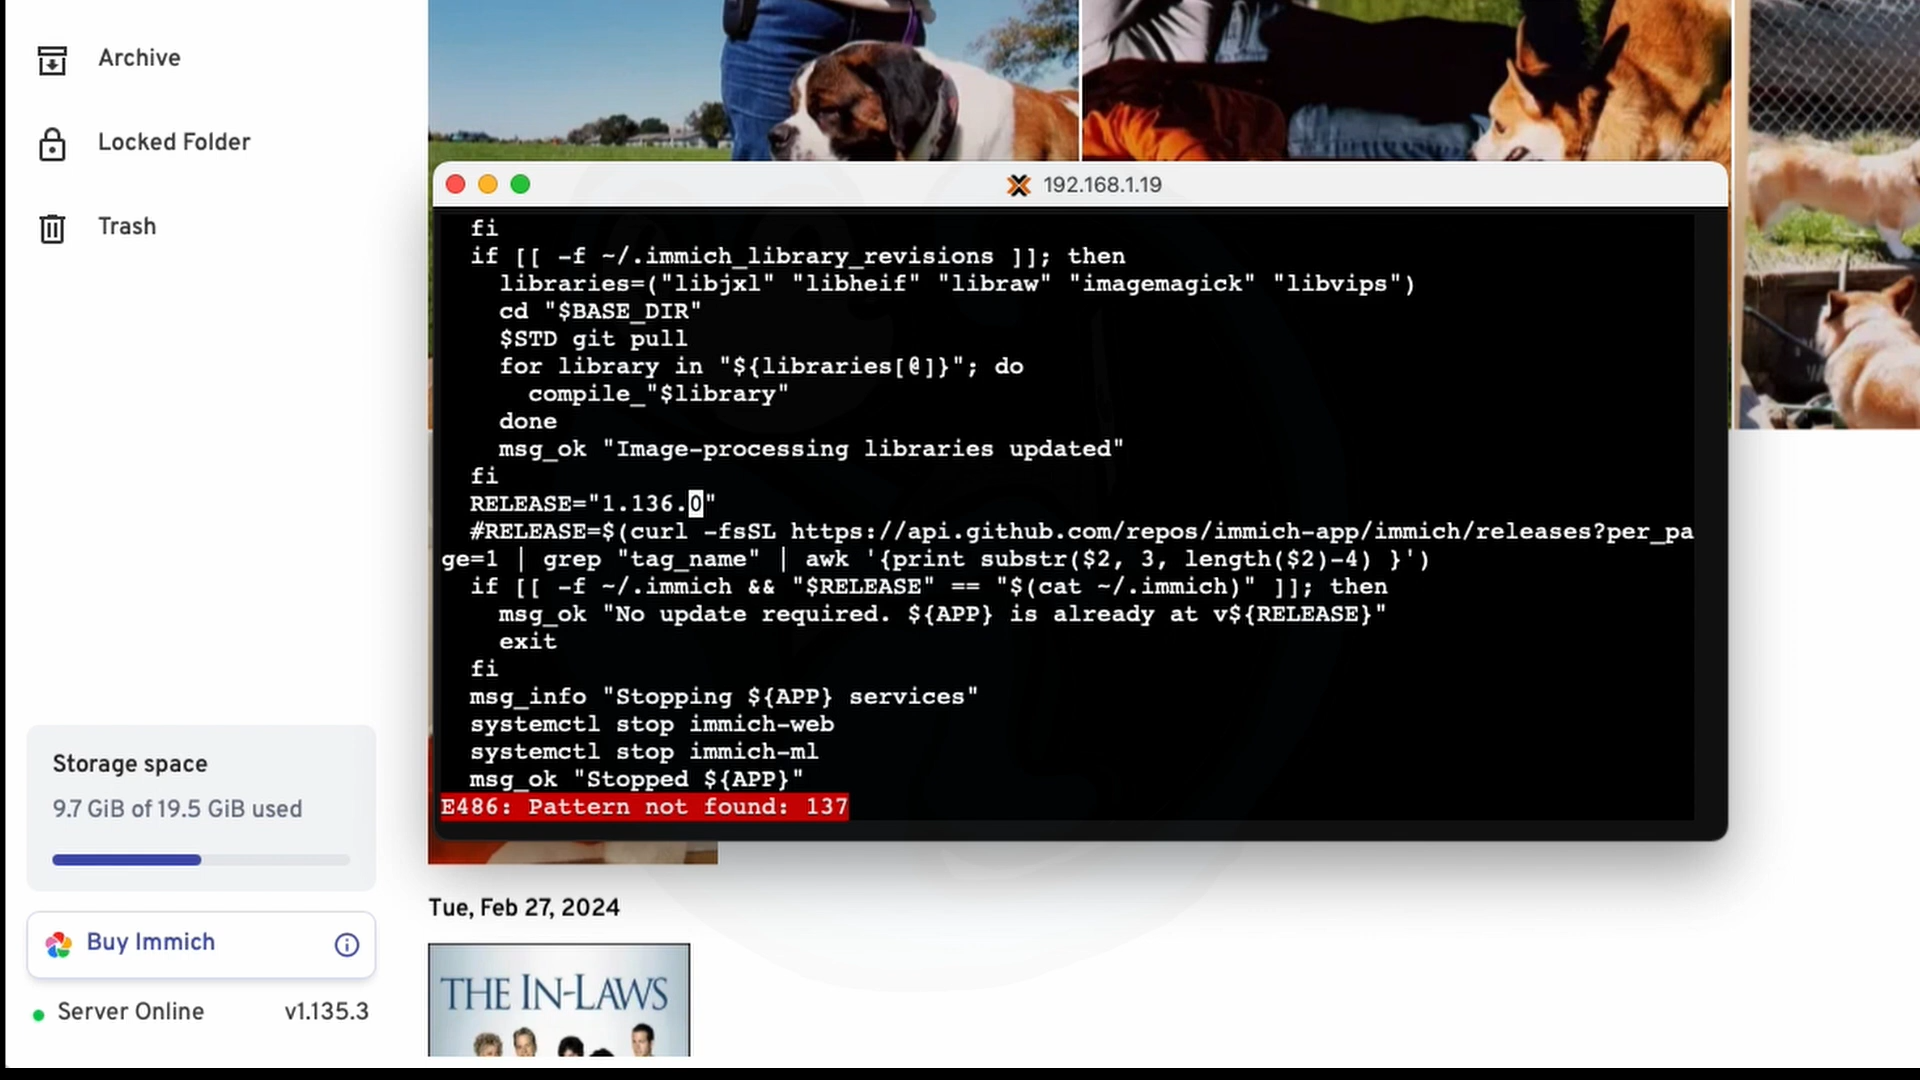 Archive
Locked Folder
Trash
192.168.1.19
fi
if [[ -f ~/.immich_library_revisions ]]; then
libraries=("libjxl" "libheif" "libraw" "imagemagick" "libvips")
cd "$BASE_DIR"
$STD git pull
for library in "${libraries[@]}"; do
compile_"$library"
done
msg_ok "Image-processing libraries updated"
fi
RELEASE="1.136.0"
#RELEASE=$(curl -fsSL https://api.github.com/repos/immich-app/immich/releases?per_pa
ge=1 | grep "tag_name" | awk '{print substr($2, 3, length($2)-4) }')
if [[ -f ~/.immich && "$RELEASE" == "$(cat ~/.immich)" ]]; then
msg_ok "No update required. ${APP} is already at v${RELEASE}"
exit
fi
msg_info "Stopping ${APP} services"
systemctl stop immich-web
systemctl stop immich-ml
msg_ok "Stopped ${APP}"
E486: Pattern not found: 137
Storage space
9.7 GiB of 19.5 GiB used
Buy Immich
Server Online v1.135.3
Tue, Feb 27, 2024
THE IN-LAWS